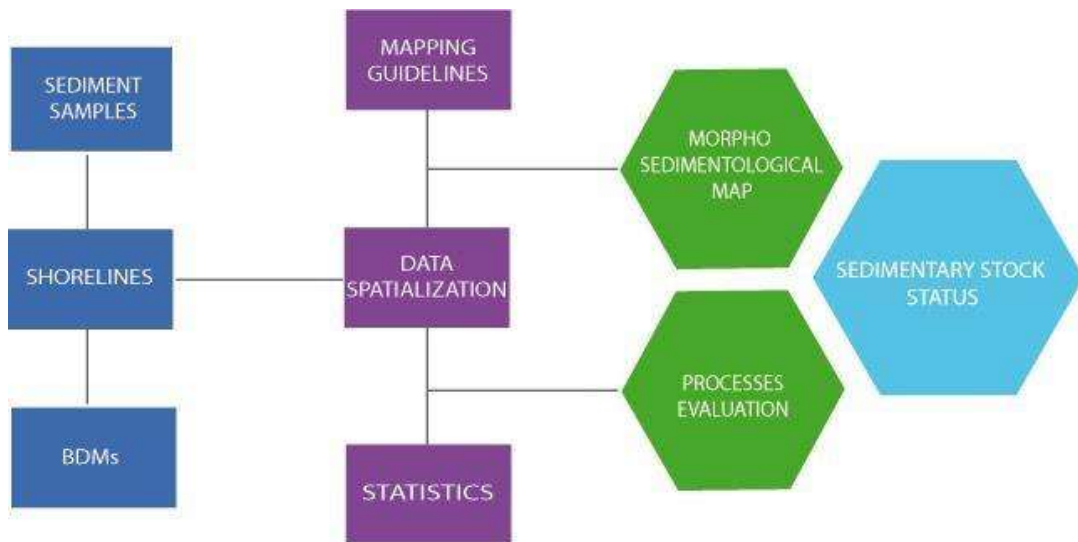 SEDIMENT
SAMPLES
SHORELINES
BDMs
MAPPING
GUIDELINES
DATA
SPATIALIZATION
STATISTICS
MORPHO
SEDIMENTOLOGICAL
MAP
PROCESSES
EVALUATION
SEDIMENTARY STOCK
STATUS